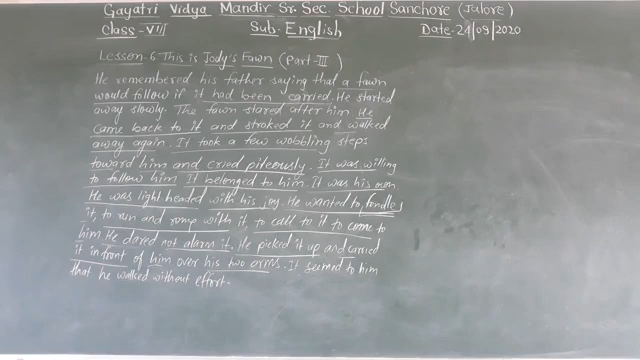 Gayatri Vidya Mandir Sr. Sec. School Sanchore (Jalore)
Class-VIII Sub. English Date-21/09/2020
Lesson-6 This is Jody's Fawn (Part-III)
He remembered his father saying that a fawn
would follow if it had been carried. He started
away slowly. The fawn stared after him He
came back to it and stroked it and walked
away again. It took a few wobbling steps
toward him and cried piteously. It was willing
to follow him It belonged to him. It was his own
He was light headed with his joy. He wanted to fondle
it, to run and romp with it, to call to it to come to
him He dared not alarm it. He picked it up and carried
it in front of him over his two arms. It seemed to him
that he walked without effort.